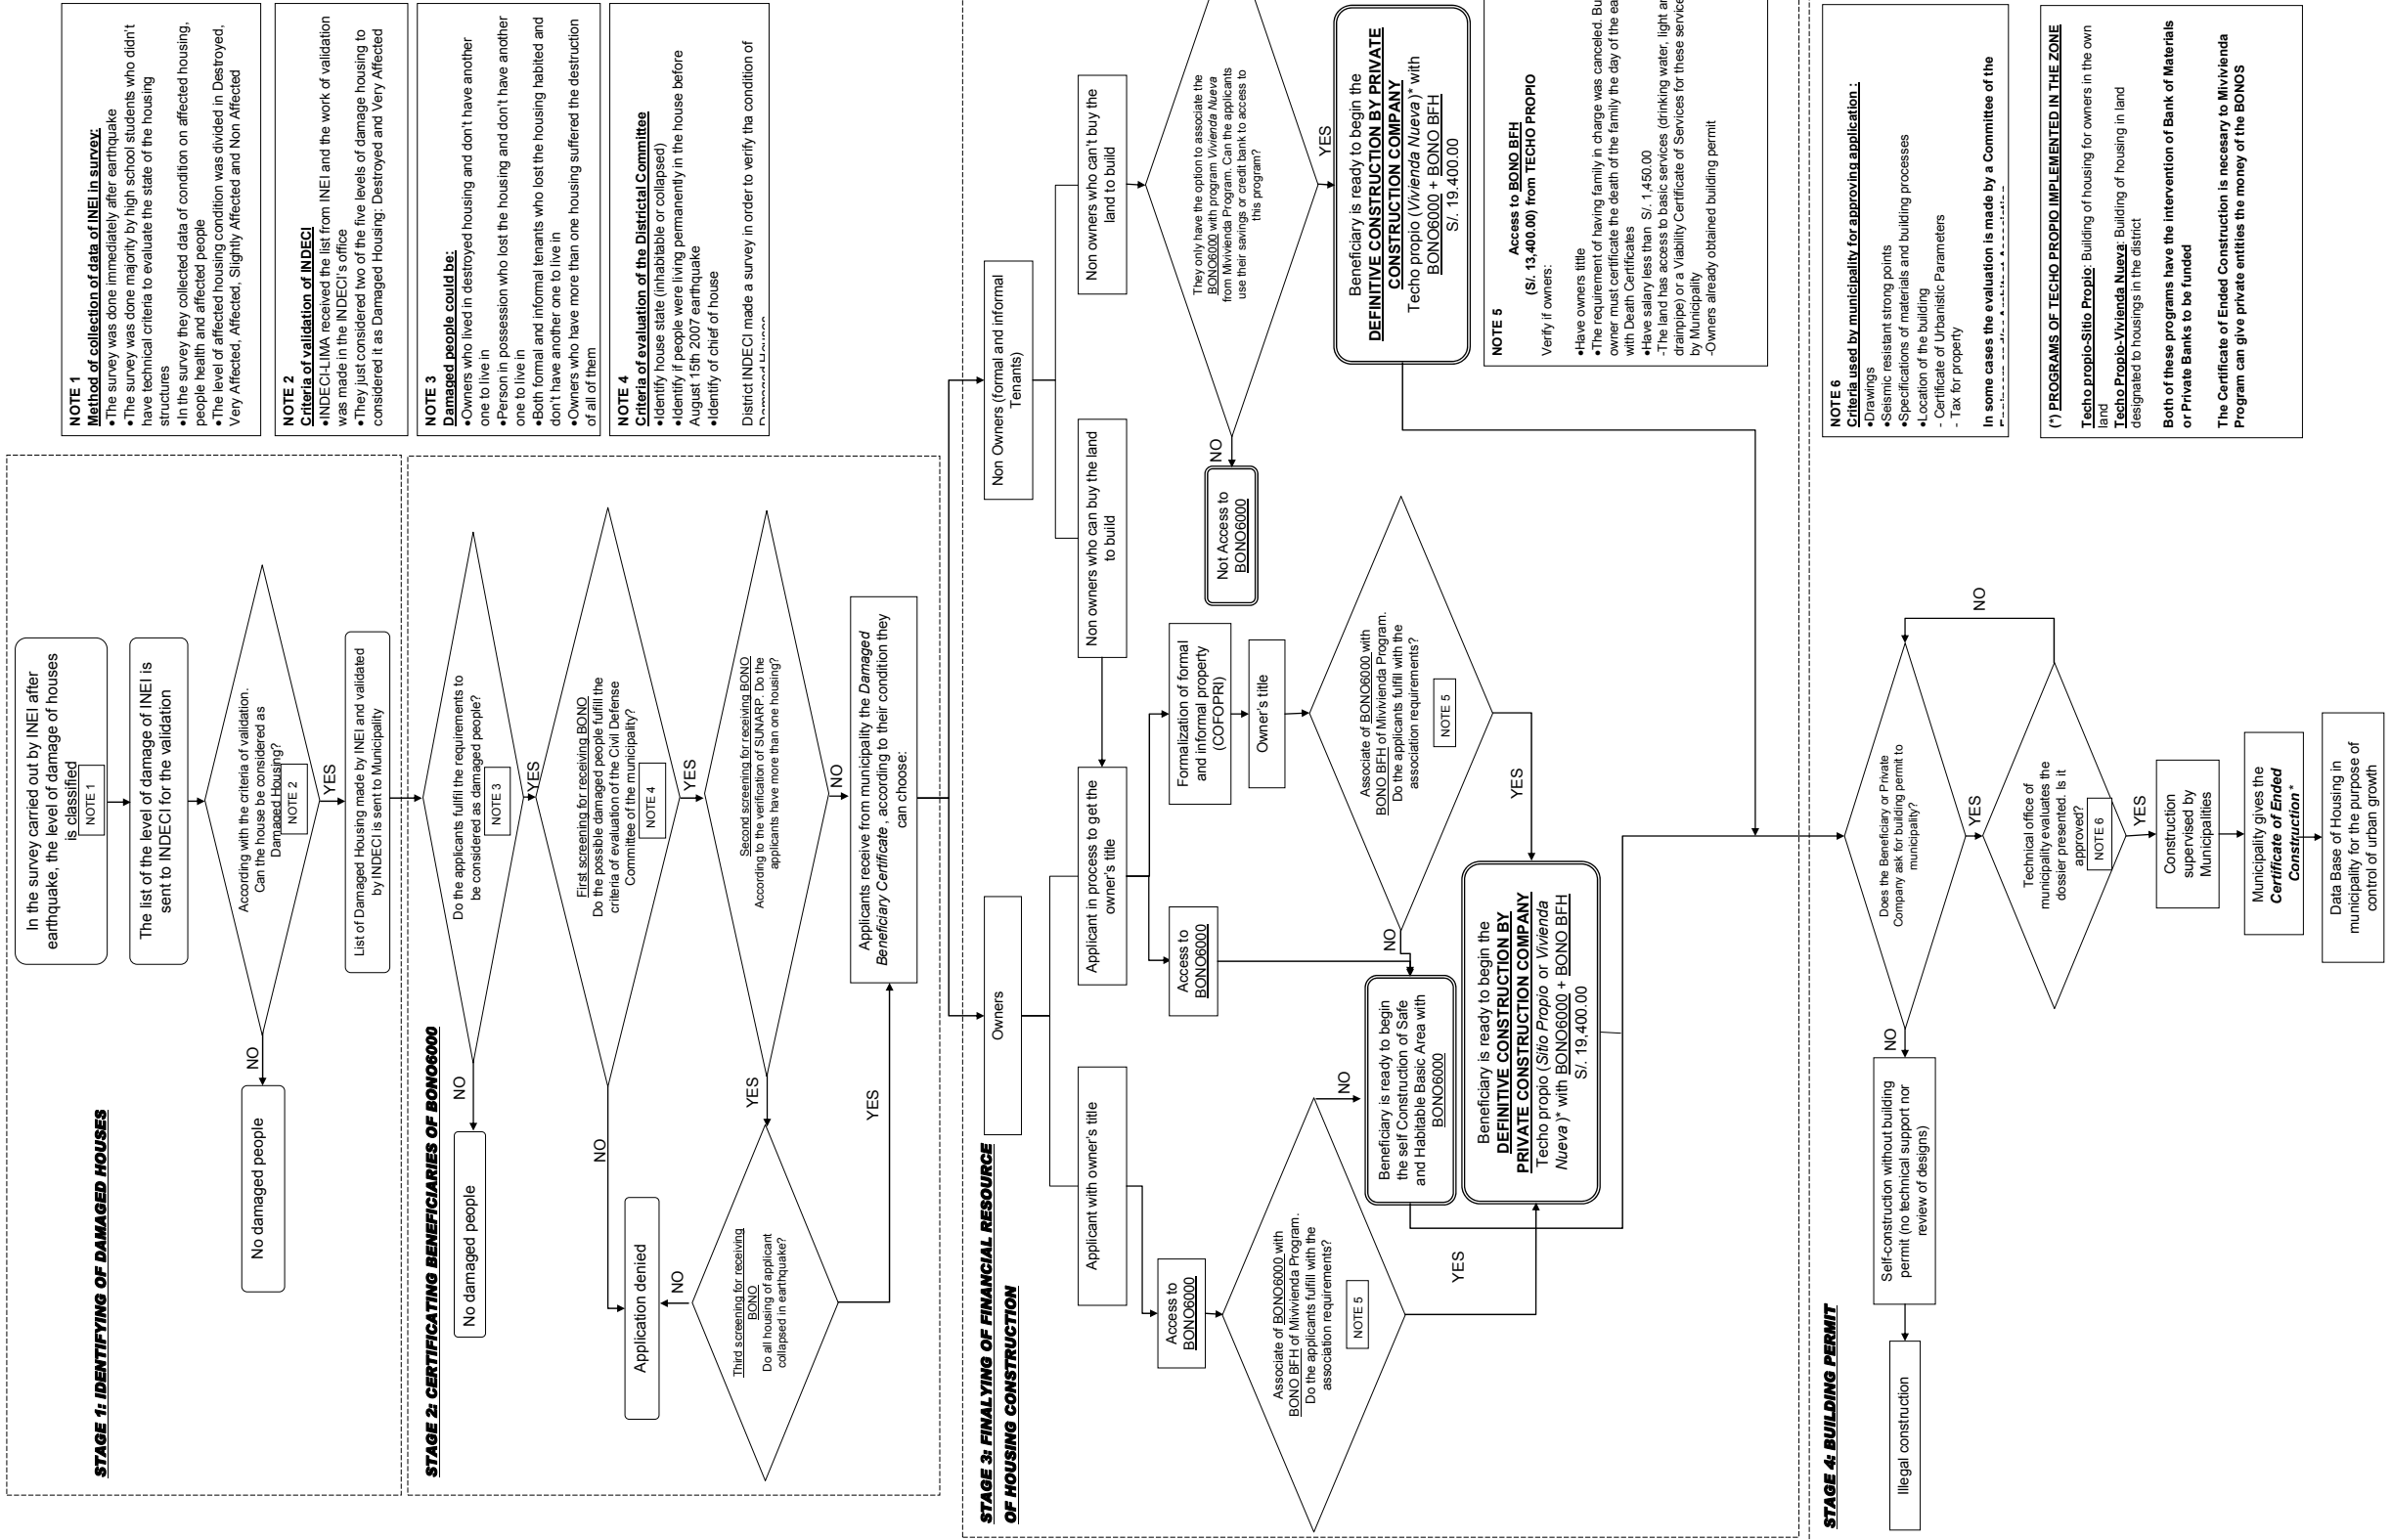 STAGE 1: IDENTIFYING OF DAMAGED HOUSES
In the survey carried out by INEI after
earthquake, the level of damage of houses
is classified
NOTE 1
The list of the level of damage of INEI is
sent to INDECI for the validation
According with the criteria of validation.
Can the house be considered as
Damaged Housing?
NOTE 2
NO
No damaged people
YES
List of Damaged Housing made by INEI and validated
by INDECI is sent to Municipality
NOTE 1
Method of collection of data of INEI in survey:
•The survey was done immediately after earthquake
•The survey was done majority by high school students who didn't
have technical criteria to evaluate the state of the housing
structures
•In the survey they collected data of condition on affected housing,
people health and affected people
•The level of affected housing condition was divided in Destroyed,
Very Affected, Affected, Slightly Affected and Non Affected
NOTE 2
Criteria of validation of INDECI
•INDECI-LIMA received the list from INEI and the work of validation
was made in the INDECI's office
•They just considered two of the five levels of damage housing to
considered it as Damaged Housing: Destroyed and Very Affected
STAGE 2: CERTIFICATING BENEFICIARIES OF BONO6000
Do the applicants fullfil the requirements to
be considered as damaged people?
NOTE 3
NO
No damaged people
YES
First screening for receiving BONO
Do the possible damaged people fulfill the
criteria of evaluation of the Civil Defense
Committee of the municipality?
NOTE 4
NO
Application denied
YES
Second screening for receiving BONO
According to the verification of SUNARP. Do the
applicants have more than one housing?
YES
NO
Third screening for receiving
BONO
Do all housing of applicant
collapsed in earthquake?
NO
YES
Applicants receive from municipality the Damaged
Beneficiary Certificate , according to their condition they
can choose:
NOTE 3
Damaged people could be:
•Owners who lived in destroyed housing and don't have another
one to live in
•Person in possession who lost the housing and don't have another
one to live in
•Both formal and informal tenants who lost the housing habited and
don't have another one to live in
•Owners who have more than one housing suffered the destruction
of all of them
NOTE 4
Criteria of evaluation of the Districtal Committee
•Identify house state (inhabitable or collapsed)
•Identify if people were living permanently in the house before
August 15th 2007 earthquake
•Identify of chief of house
District INDECI made a survey in order to verify tha condition of
STAGE 3: FINALYING OF FINANCIAL RESOURCE
OF HOUSING CONSTRUCTION
Owners
Non Owners (formal and informal
Tenants)
Applicant with owner's title
Applicant in process to get the
owner's title
Non owners who can buy the land
to build
Non owners who can't buy the
land to build
Access to
BONO6000
Associate of BONO6000 with
BONO BFH of Mivivienda Program.
Do the applicants fulfill with the
association requirements?
NOTE 5
NO
YES
Access to
BONO6000
Formalization of formal
and informal property
(COFOPRI)
Owner's title
Associate of BONO6000 with
BONO BFH of Mivivienda Program.
Do the applicants fulfill with the
association requirements?
NOTE 5
NO
YES
Beneficiary is ready to begin
the self Construction of Safe
and Habitable Basic Area with
BONO6000
Beneficiary is ready to begin the
DEFINITIVE CONSTRUCTION BY
PRIVATE CONSTRUCTION COMPANY
Techo propio (Sitio Propio or Vivienda
Nueva )* with BONO6000 + BONO BFH
S/. 19,400.00
They only have the option to associate the
BONO6000 with program Vivienda Nueva
from Mivivienda Program. Can the applicants
use their savings or credit bank to access to
this program?
NO
Not Access to
BONO6000
YES
Beneficiary is ready to begin the
DEFINITIVE CONSTRUCTION BY PRIVATE
CONSTRUCTION COMPANY
Techo propio (Vivienda Nueva )* with
BONO6000 + BONO BFH
S/. 19.400.00
NOTE 5
Access to BONO BFH
(S/. 13,400.00) from TECHO PROPIO
Verify if owners:
•Have owners tittle
•The requirement of having family in charge was canceled. Bu
owner must certificate the death of the family the day of the ea
with Death Certificates
•Have salary less than S/. 1,450.00
-The land has access to basic services (drinking water, light a
drainpipe) or a Viability Certificate of Services for these service
by Municipality
-Owners already obtained building permit
STAGE 4: BUILDING PERMIT
Does the Beneficiary or Private
Company ask for building permit to
municipality?
NO
Self-construction without building
permit (no technical support nor
review of designs)
Illegal construction
YES
Technical office of
municipality evaluates the
dossier presented. Is it
approved?
NOTE 6
NO
YES
Construction
supervised by
Municipalities
Municipality gives the
Certificate of Ended
Construction*
Data Base of Housing in
municipality for the purpose of
control of urban growth
NOTE 6
Criteria used by municipality for approving application :
•Drawings
•Seismic resistant strong points
•Specifications of materials and building processes
•Location of the building
- Certificate of Urbanistic Parameters
- Tax for property
In some cases the evaluation is made by a Committee of the
(*) PROGRAMS OF TECHO PROPIO IMPLEMENTED IN THE ZONE
Techo propio-Sitio Propio: Building of housing for owners in the own
land
Techo Propio-Vivienda Nueva: Building of housing in land
designated to housings in the district
Both of these programs have the intervention of Bank of Materials
or Private Banks to be funded
The Certificate of Ended Construction is necessary to Mivivienda
Program can give private entities the money of the BONOS